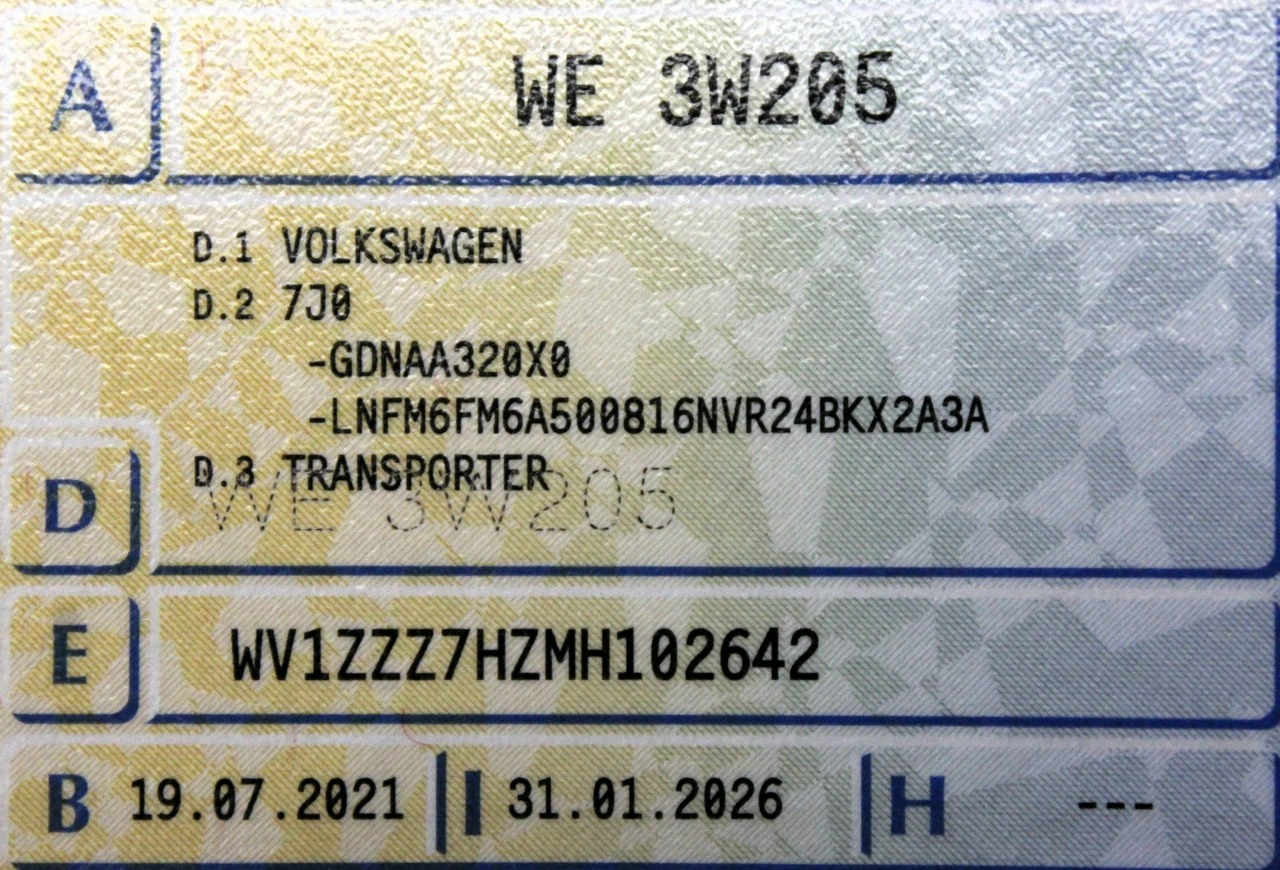 A WE 3W205
D.1 VOLKSWAGEN
D.2 7J0
-GDNAA320X0
-LNFM6FM6A500816NVR24BKX2A3A
D D.3 TRANSPORTER
WE 3W205
E WV1ZZZ7HZMH102642
B 19.07.2021 I 31.01.2026 H ---